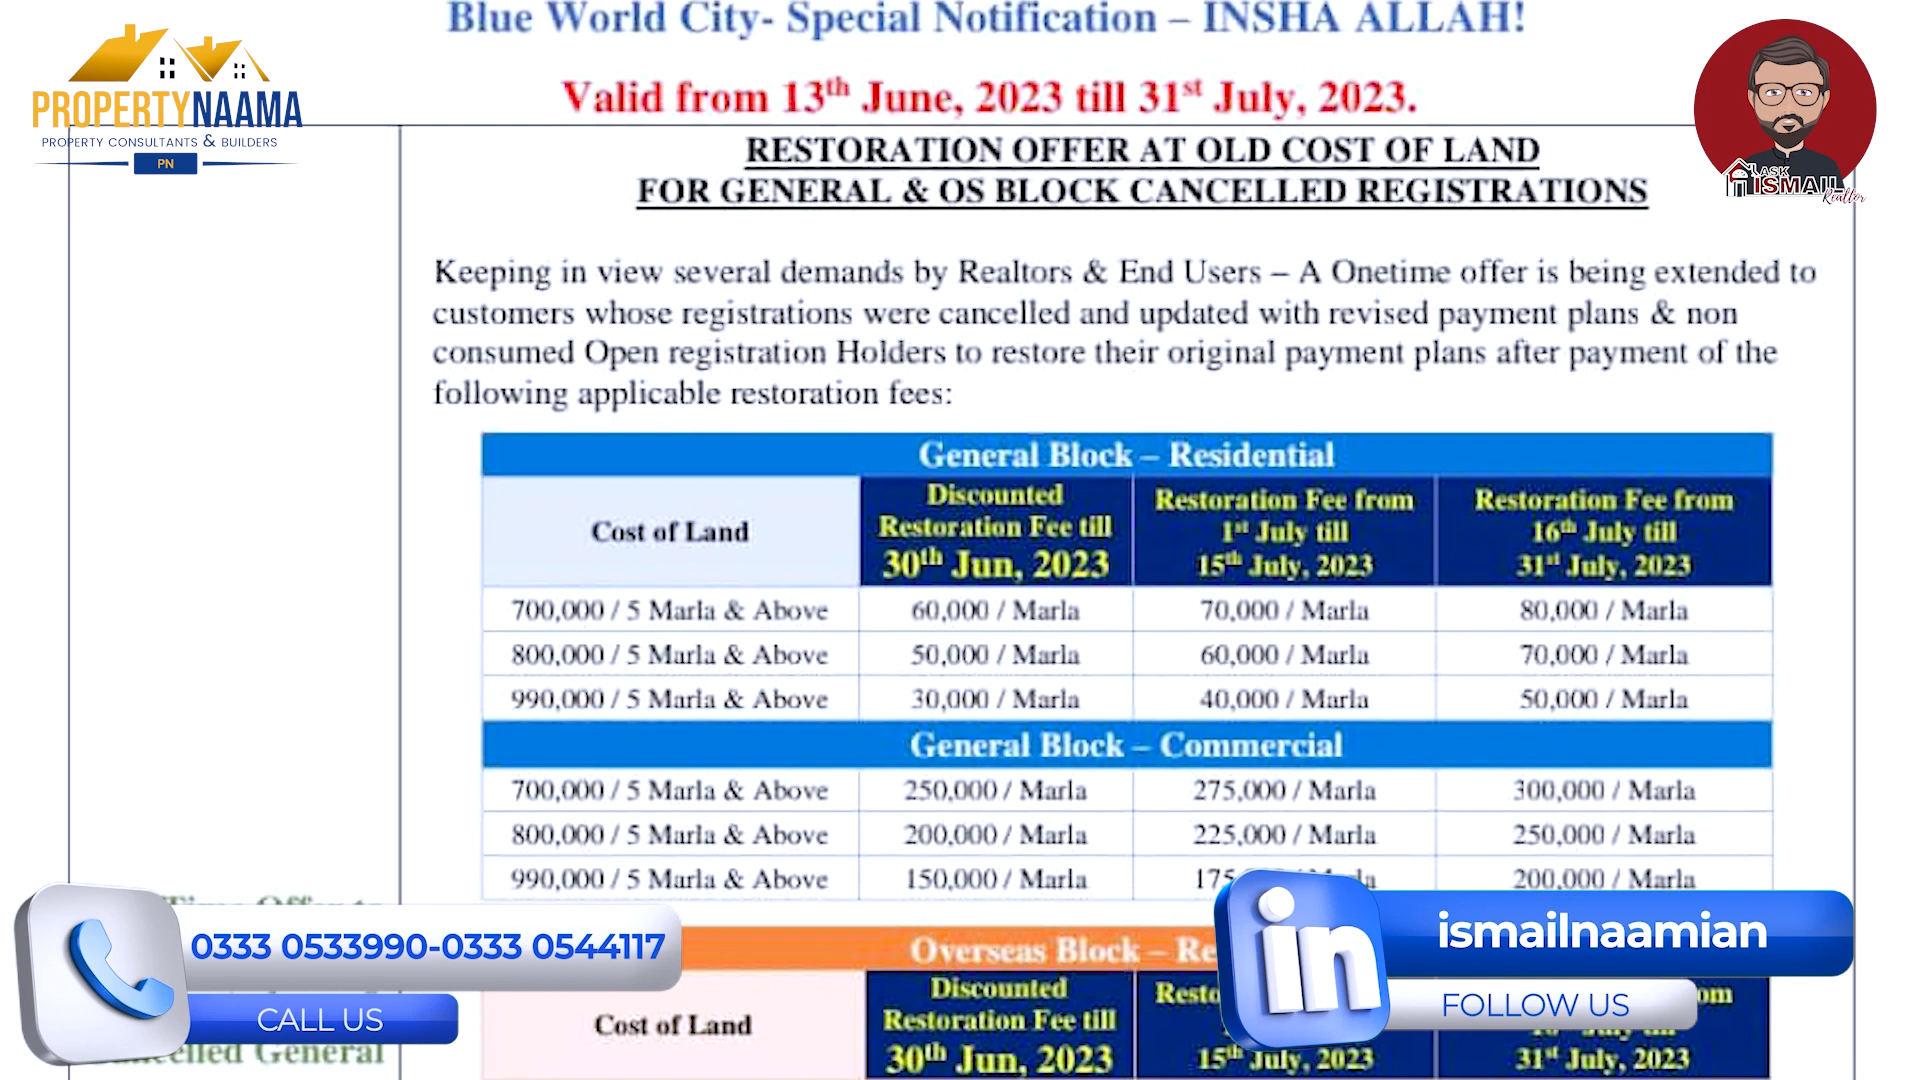 Blue World City- Special Notification – INSHA ALLAH!
Valid from 13th June, 2023 till 31st July, 2023.
PROPERTYNAAMA
PROPERTY CONSULTANTS & BUILDERS
PN
ASK
ISMAIL
Realtor
RESTORATION OFFER AT OLD COST OF LAND
FOR GENERAL & OS BLOCK CANCELLED REGISTRATIONS
Keeping in view several demands by Realtors & End Users – A Onetime offer is being extended to
customers whose registrations were cancelled and updated with revised payment plans & non
consumed Open registration Holders to restore their original payment plans after payment of the
following applicable restoration fees:
General Block – Residential
Cost of Land
Discounted
Restoration Fee till
30th Jun, 2023
Restoration Fee from
1st July till
15th July, 2023
Restoration Fee from
16th July till
31st July, 2023
700,000 / 5 Marla & Above 60,000 / Marla 70,000 / Marla 80,000 / Marla
800,000 / 5 Marla & Above 50,000 / Marla 60,000 / Marla 70,000 / Marla
990,000 / 5 Marla & Above 30,000 / Marla 40,000 / Marla 50,000 / Marla
General Block – Commercial
700,000 / 5 Marla & Above 250,000 / Marla 275,000 / Marla 300,000 / Marla
800,000 / 5 Marla & Above 200,000 / Marla 225,000 / Marla 250,000 / Marla
990,000 / 5 Marla & Above 150,000 / Marla 200,000 / Marla
Overseas Block –
Cost of Land
Discounted
Restoration Fee till
30th Jun, 2023
15th July, 2023
31st July, 2023
General
0333 0533990-0333 0544117
CALL US
in
ismailnaamian
FOLLOW US